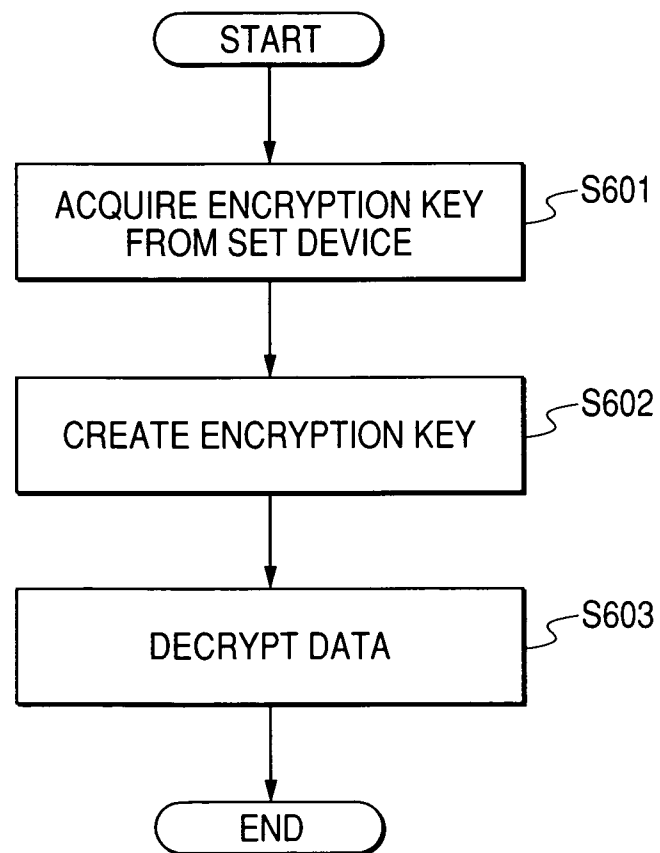 START
ACQUIRE ENCRYPTION KEY
FROM SET DEVICE
S601
CREATE ENCRYPTION KEY
S602
DECRYPT DATA
S603
END